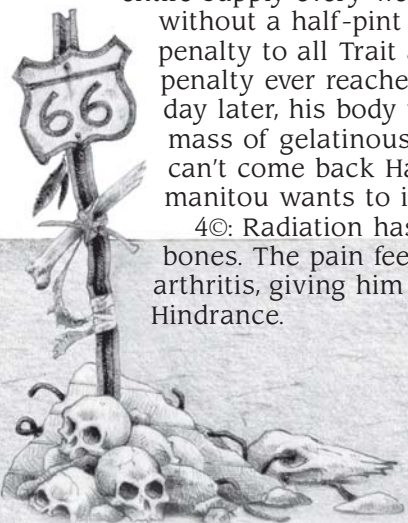 without a half-pint
penalty to all Trait
penalty ever reache
day later, his body
mass of gelatinous
can't come back Ha
manitou wants to i
4©: Radiation has
bones. The pain fee
arthritis, giving him
Hindrance.
66